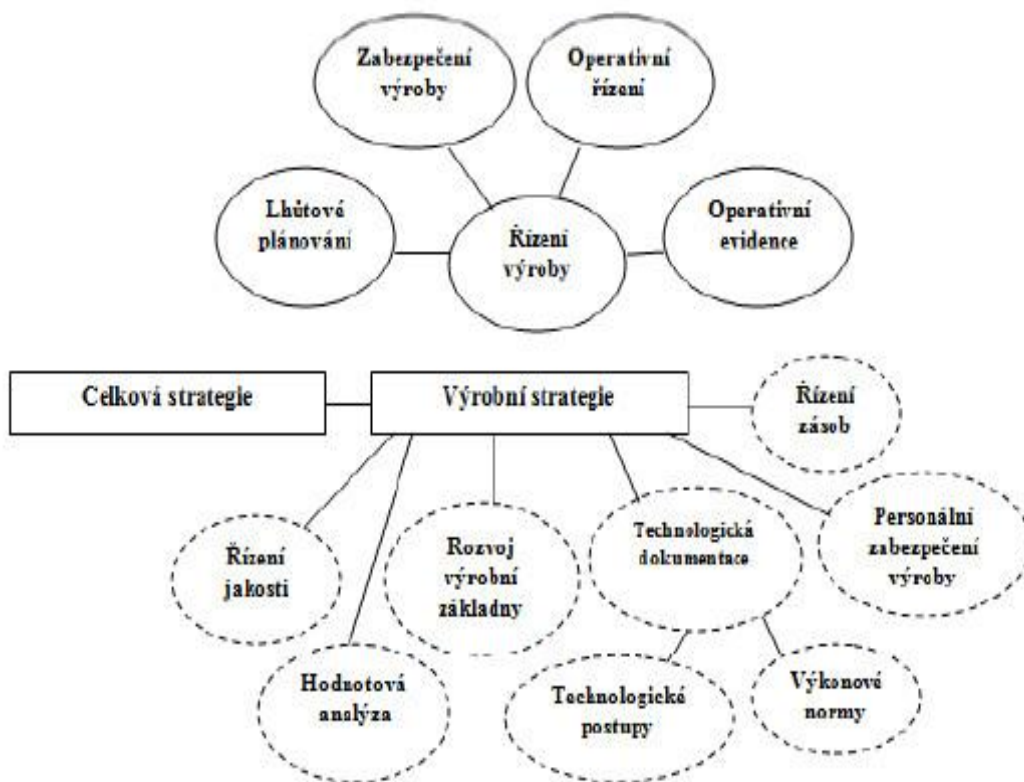 Zabezpečení
výroby
Operativní
řízení
Lhůtové
plánování
Řízení
výroby
Operativní
evidence
Celková strategie
Výrobní strategie
Řízení
zásob
Řízení
jakosti
Rozvoj
výrobní
základny
Technologická
dokumentace
Personální
zabezpečení
výroby
Hodnotová
analýza
Technologické
postupy
Výkonové
normy